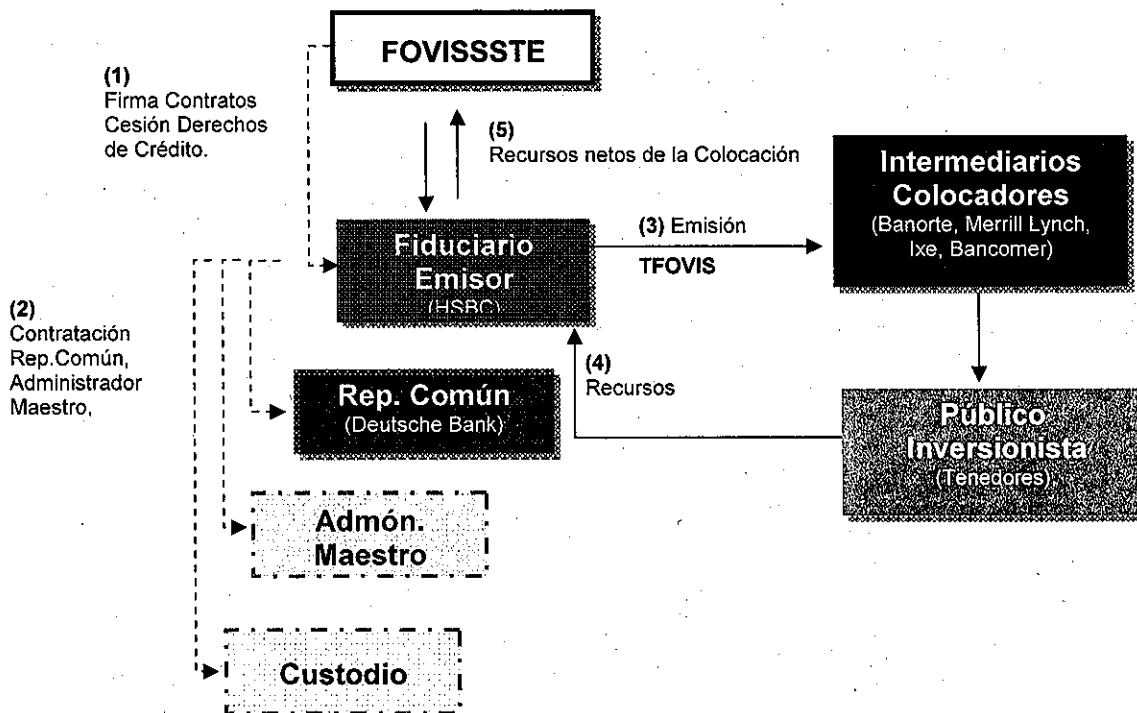 FOVISSSTE
(1)
Firma Contratos
Cesión Derechos
de Crédito.
(5)
Recursos netos de la Colocación
Intermediarios
Colocadores
(Banorte, Merrill Lynch,
Ixe, Bancomer)
Fiduciario
Emisor
(HSBC)
(3) Emisión
TFOVIS
(2)
Contratación
Rep.Común,
Administrador
Maestro,
(4)
Recursos
Rep. Común
(Deutsche Bank)
Público
Inversionista
(Tenedores)
Admón.
Maestro
Custodio